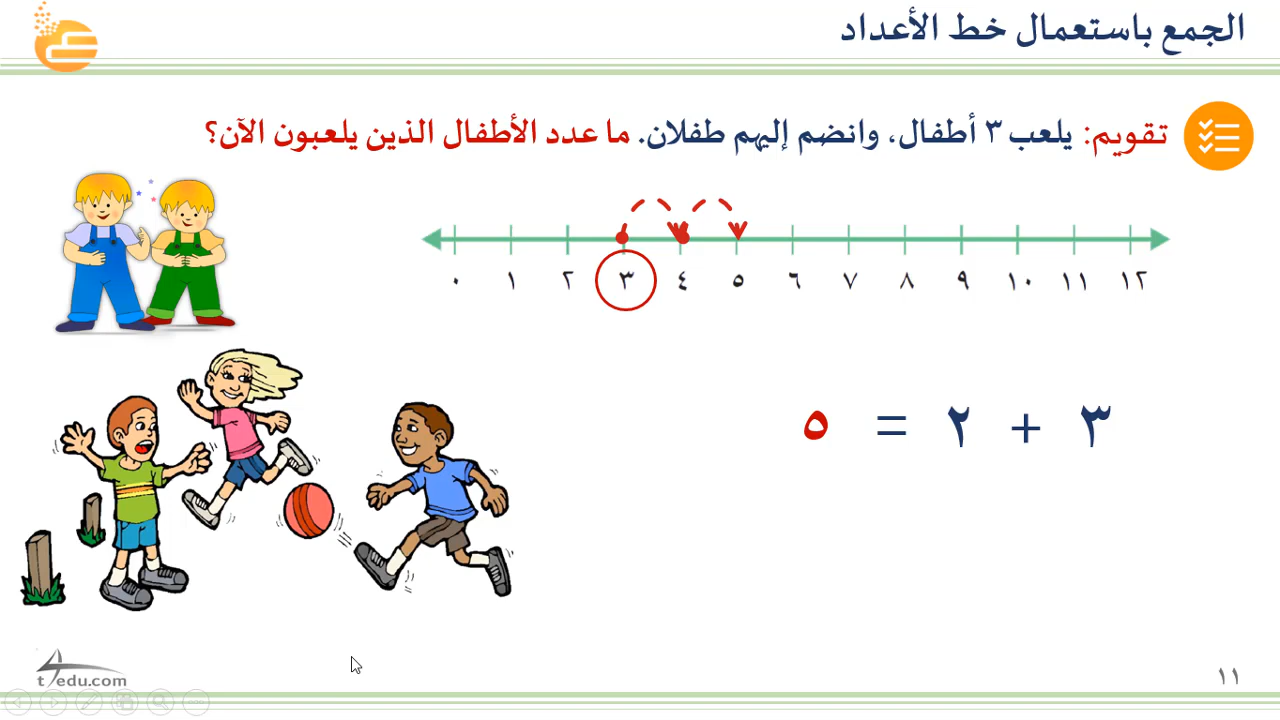 الجمع باستعمال خط الأعداد
تقويم: يلعب ٣ أطفال، وانضم إليهم طفلان. ما عدد الأطفال الذين يلعبون الآن؟
٠ ١ ٢ ٣ ٤ ٥ ٦ ٧ ٨ ٩ ١٠ ١١ ١٢
٣ + ٢ = ٥
t4edu.com
١١